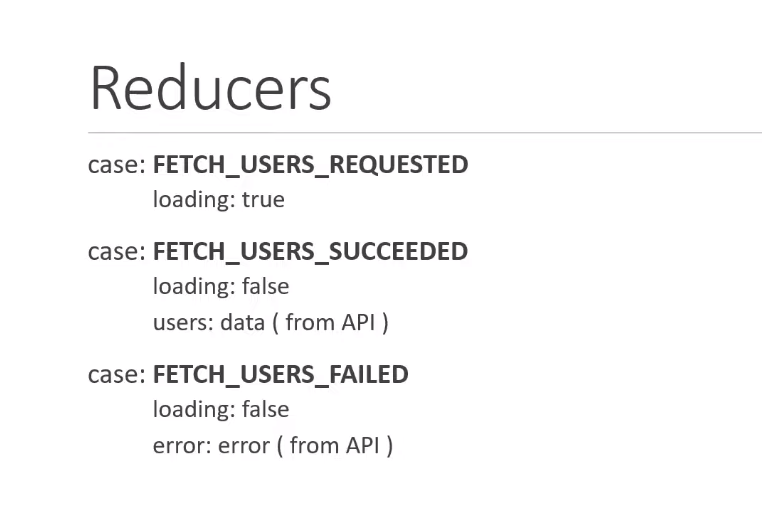 Reducers
case: FETCH_USERS_REQUESTED
loading: true
case: FETCH_USERS_SUCCEEDED
loading: false
users: data ( from API )
case: FETCH_USERS_FAILED
loading: false
error: error ( from API )